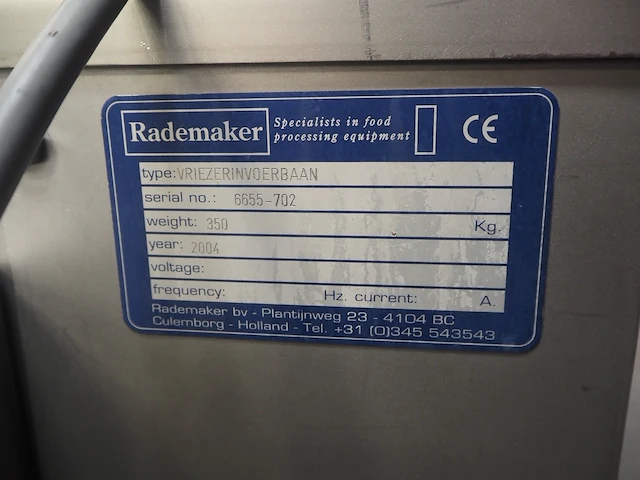 Rademaker Specialists in food
processing equipment CE
type: VRIEZERINVOERBAAN
serial no.: 6655-702
weight: 350 Kg.
year: 2004
voltage:
frequency: Hz. current: A.
Rademaker bv - Plantijnweg 23 - 4104 BC
Culemborg - Holland - Tel. +31 (0)345 543543